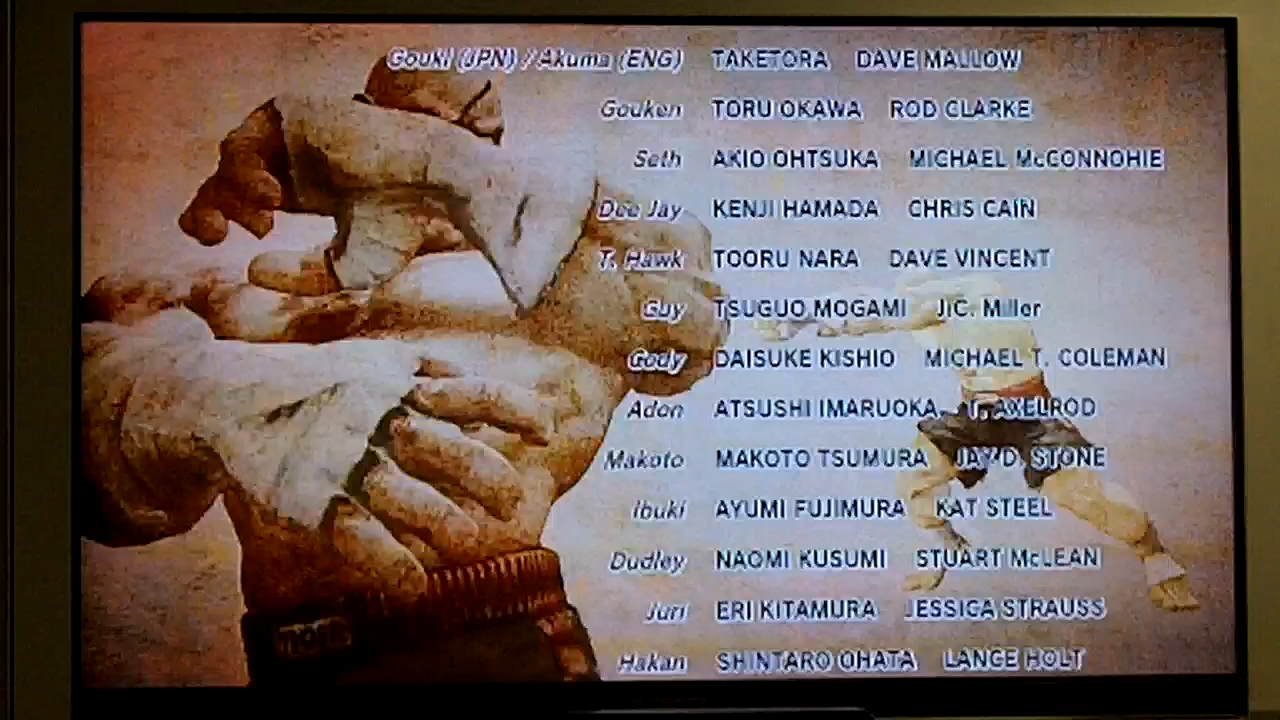 Gouki (JPN) / Akuma (ENG) TAKETORA DAVE MALLOW
Gouken TORU OKAWA ROD CLARKE
Seth AKIO OHTSUKA MICHAEL McCONNOHIE
Dee Jay KENJI HAMADA CHRIS CAIN
T. Hawk TOORU NARA DAVE VINCENT
Guy TSUGUO MOGAMI J.C. Miller
Cody DAISUKE KISHIO MICHAEL T. COLEMAN
Adon ATSUSHI IMARUOKA T. AXELROD
Makoto MAKOTO TSUMURA JAY D. STONE
Ibuki AYUMI FUJIMURA KAT STEEL
Dudley NAOMI KUSUMI STUART McLEAN
Juri ERI KITAMURA JESSICA STRAUSS
Hakan SHINTARO OHATA LANCE HOLT